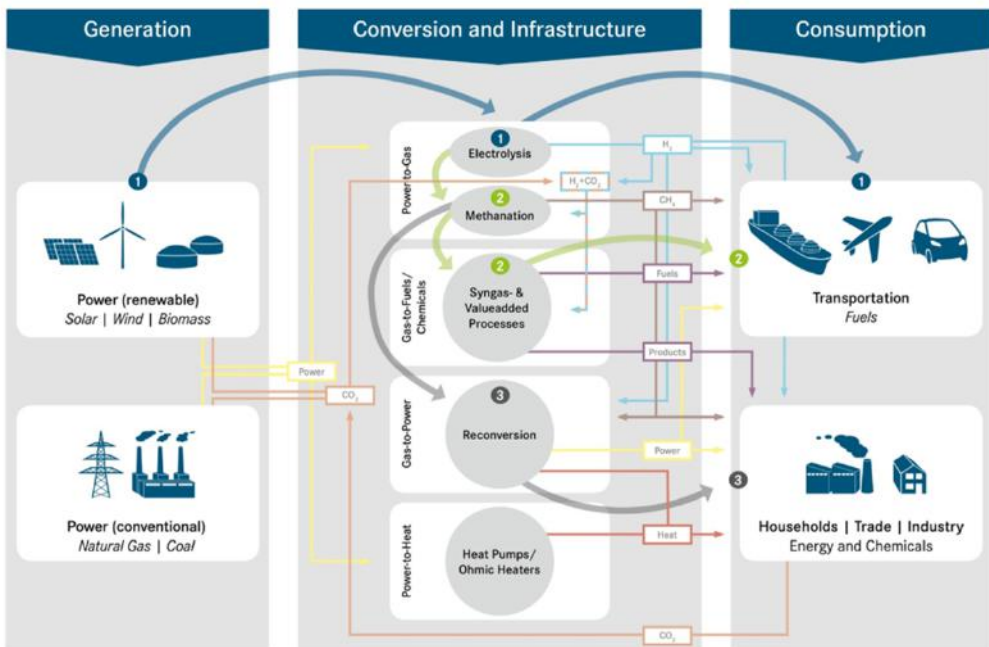 Generation
Conversion and Infrastructure
Consumption
1
Power (renewable)
Solar | Wind | Biomass
Power
CO2
Power (conventional)
Natural Gas | Coal
Power-to-Gas
1
Electrolysis
H2
H2+CO2
2
Methanation
CH4
Gas-to-Fuels/
Chemicals
2
Syngas- &
Valueadded
Processes
Fuels
Products
Gas-to-Power
3
Reconversion
Power
Heat
Power-to-Heat
Heat Pumps/
Ohmic Heaters
CO2
1
2
Transportation
Fuels
3
Households | Trade | Industry
Energy and Chemicals